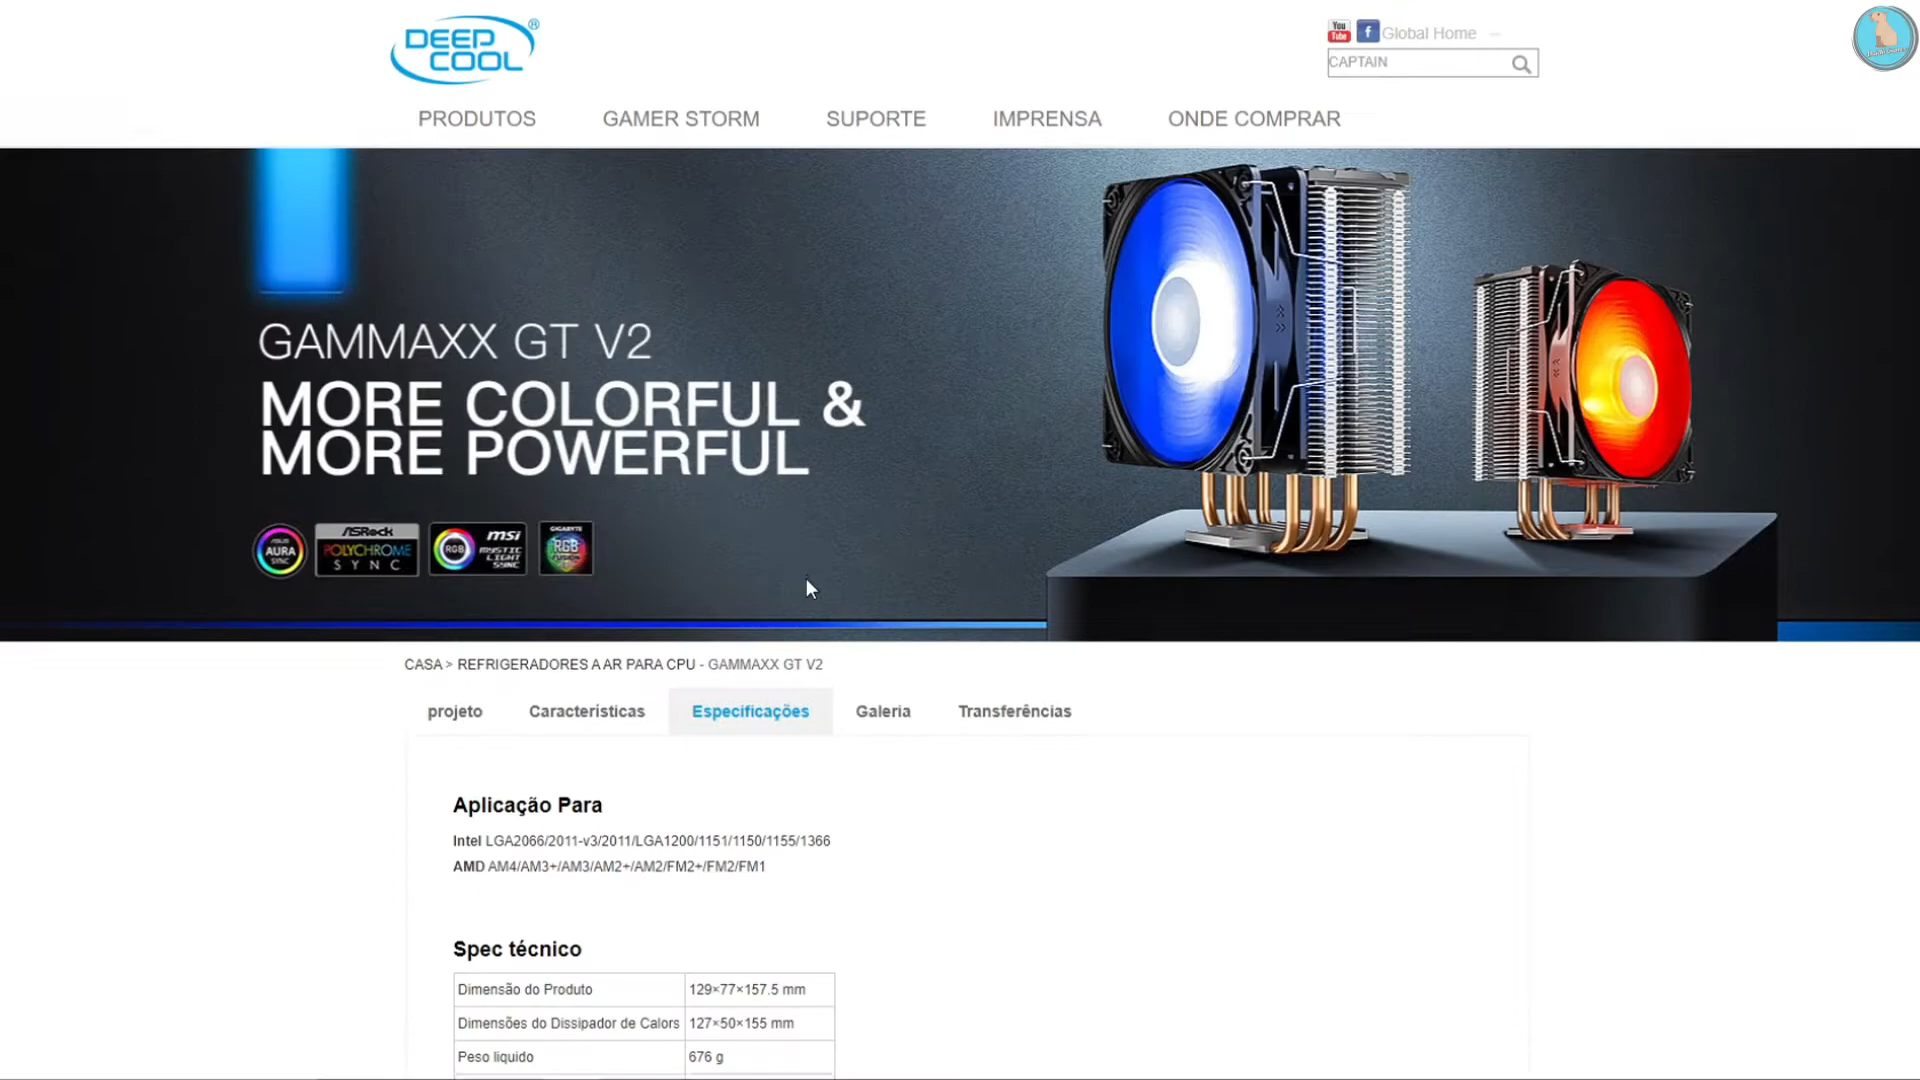 DEEP
COOL®
You
Tube
f
Global Home
CAPTAIN
PRODUTOS
GAMER STORM
SUPORTE
IMPRENSA
ONDE COMPRAR
GAMMAXX GT V2
MORE COLORFUL &
MORE POWERFUL
ASUS
AURA
SYNC
ASRock
POLYCHROME
SYNC
RGB
msi
MYSTIC
LIGHT
SYNC
GIGABYTE
RGB
CASA > REFRIGERADORES A AR PARA CPU - GAMMAXX GT V2
projeto
Características
Especificações
Galeria
Transferências
Aplicação Para
Intel LGA2066/2011-v3/2011/LGA1200/1151/1150/1155/1366
AMD AM4/AM3+/AM3/AM2+/AM2/FM2+/FM2/FM1
Spec técnico
Dimensão do Produto 129×77×157.5 mm
Dimensões do Dissipador de Calors 127×50×155 mm
Peso liquido 676 g